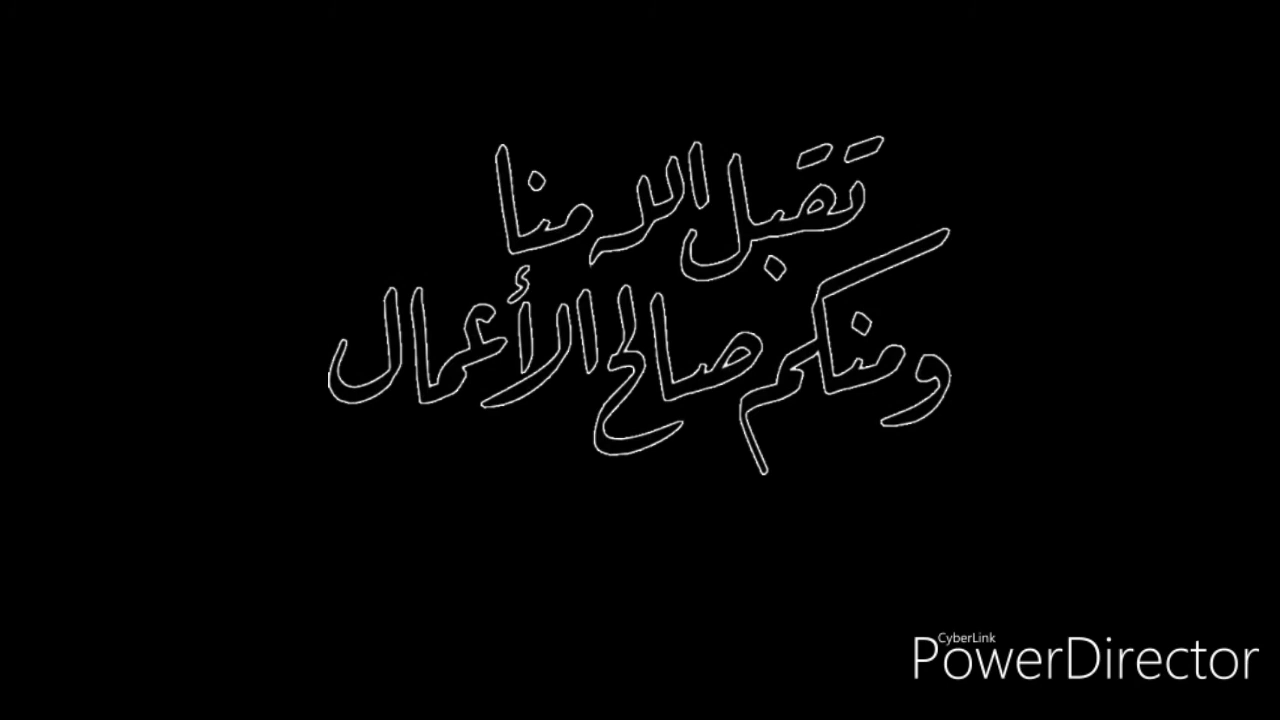 تقبل الله منا
ومنكم صالح الأعمال
CyberLink
PowerDirector